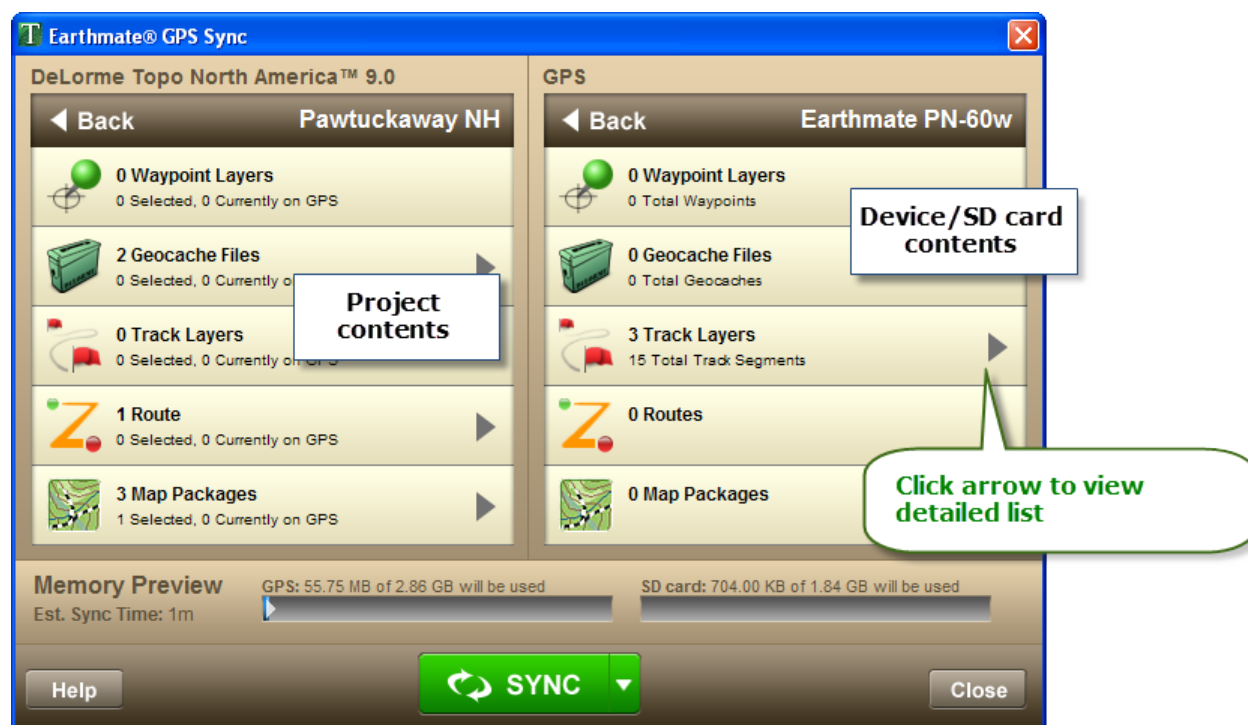 Earthmate® GPS Sync
DeLorme Topo North America™ 9.0
Back
Pawtuckaway NH
0 Waypoint Layers
0 Selected, 0 Currently on GPS
2 Geocache Files
0 Selected, 0 Currently o
Project
contents
0 Track Layers
0 Selected, 0 Currently on GPS
1 Route
0 Selected, 0 Currently on GPS
3 Map Packages
1 Selected, 0 Currently on GPS
GPS
Back
Earthmate PN-60w
0 Waypoint Layers
0 Total Waypoints
Device/SD card
contents
0 Geocache Files
0 Total Geocaches
3 Track Layers
15 Total Track Segments
0 Routes
Click arrow to view
detailed list
0 Map Packages
Memory Preview
Est. Sync Time: 1m
GPS: 55.75 MB of 2.86 GB will be used
SD card: 704.00 KB of 1.84 GB will be used
Help
SYNC
Close